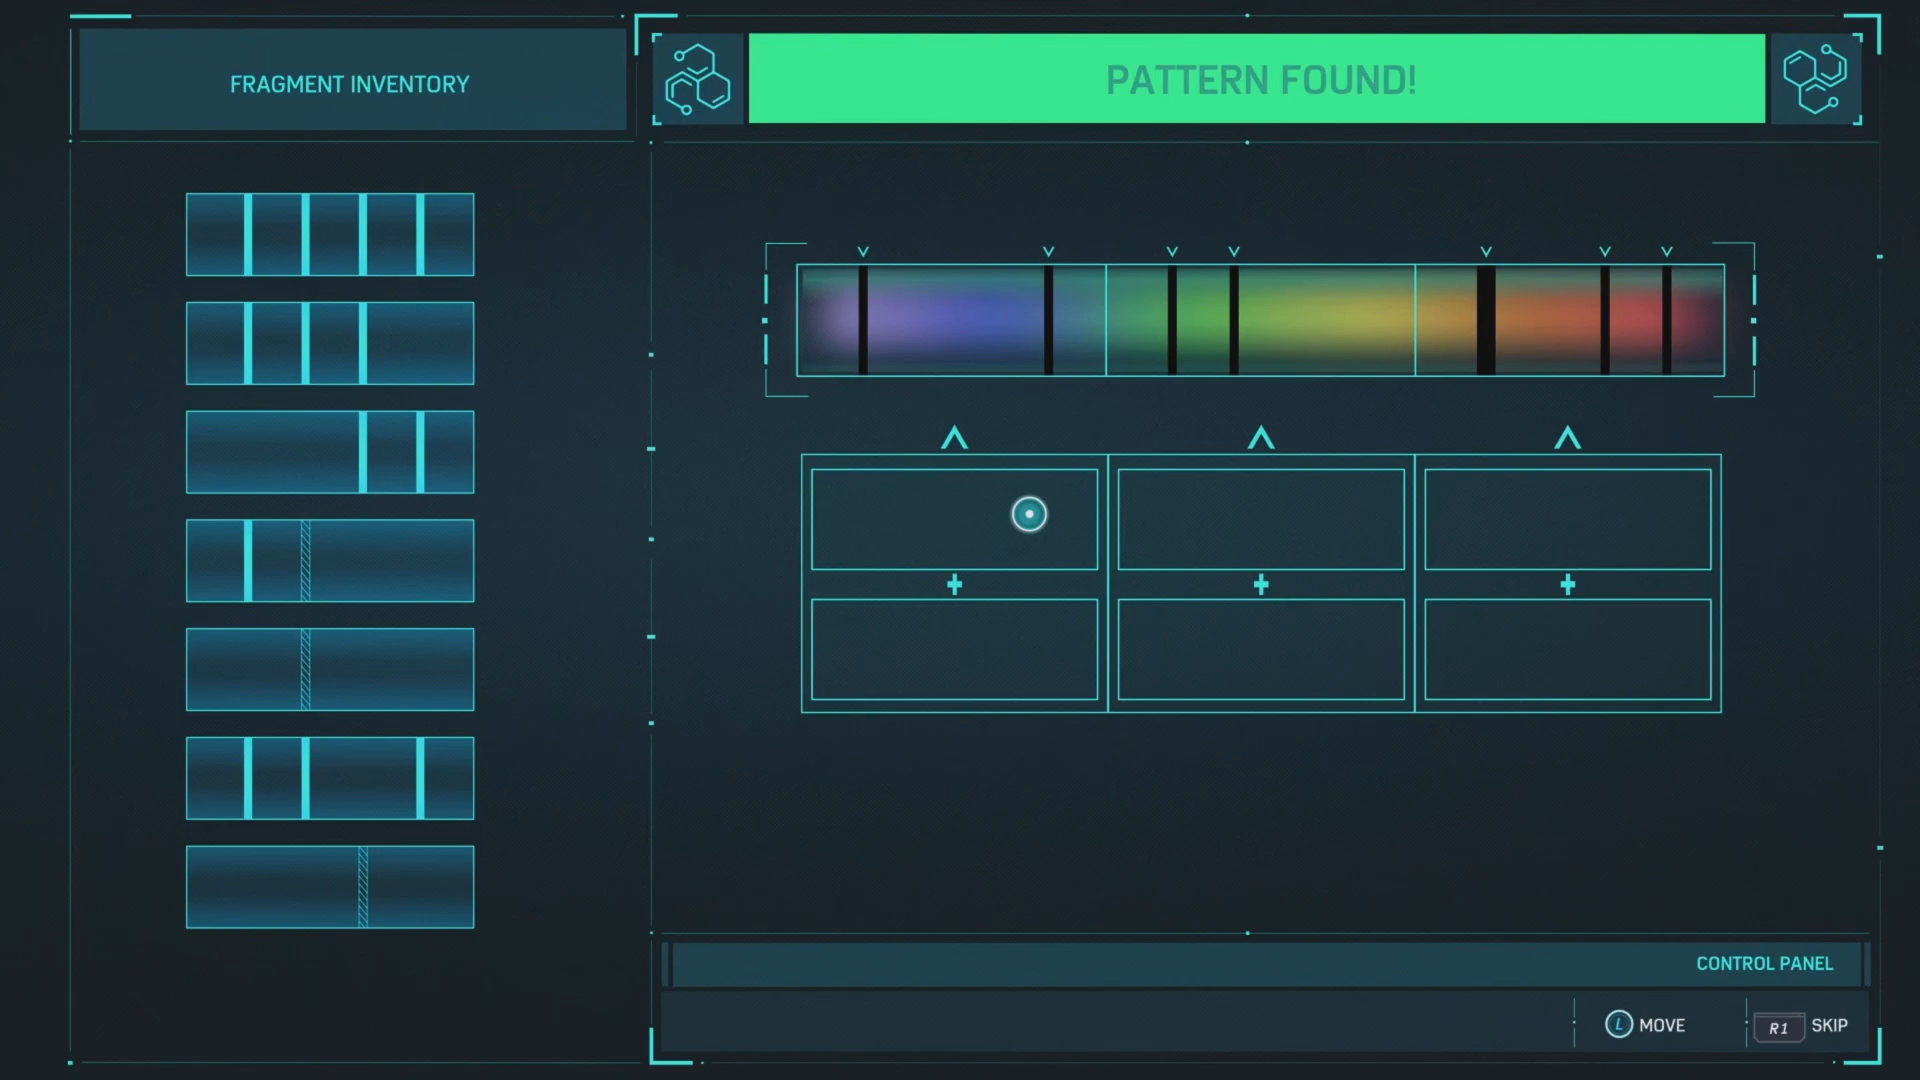 FRAGMENT INVENTORY
PATTERN FOUND!
CONTROL PANEL
L MOVE
R1 SKIP